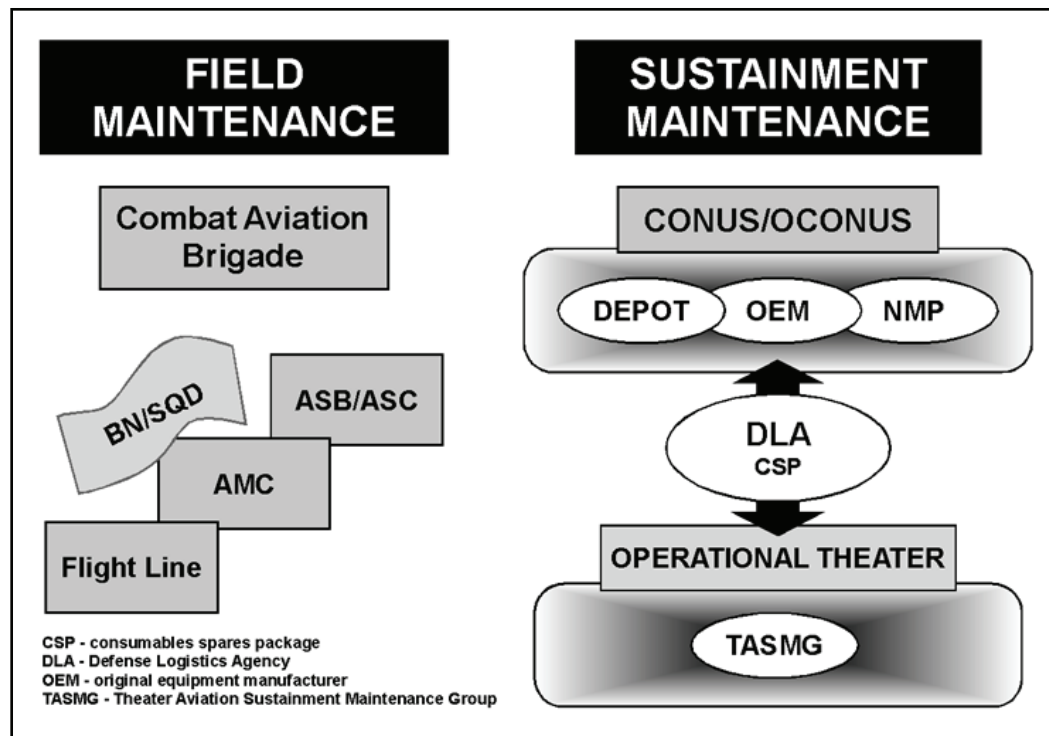 FIELD
MAINTENANCE
Combat Aviation
Brigade
BN/SQD
ASB/ASC
AMC
Flight Line
CSP - consumables spares package
DLA - Defense Logistics Agency
OEM - original equipment manufacturer
TASMG - Theater Aviation Sustainment Maintenance Group
SUSTAINMENT
MAINTENANCE
CONUS/OCONUS
DEPOT
OEM
NMP
DLA
CSP
OPERATIONAL THEATER
TASMG